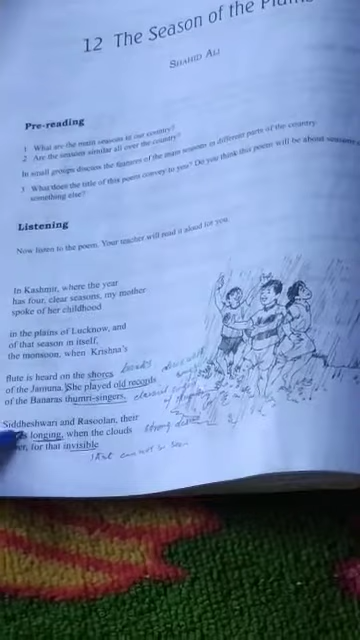 12 The Season of the
SHAHID ALI
Pre-reading
1 What are the main seasons in our country?
2 Are the seasons similar all over the country?
In small groups discuss the features of the main seasons in different parts of the country.
3 What does the title of this poem convey to you? Do you think this poem will be about seasons
something else?
Listening
Now listen to the poem. Your teacher will read it aloud for you.
In Kashmir, where the year
has four, clear seasons, my mother
spoke of her childhood
in the plains of Lucknow, and
of that season in itself,
the monsoon, when Krishna's
flute is heard on the shores
of the Jamuna. She played old records
of the Banaras thumri-singers,
Siddheshwari and Rasoolan, their
longing, when the clouds strong
for that invisible
that can not be seen